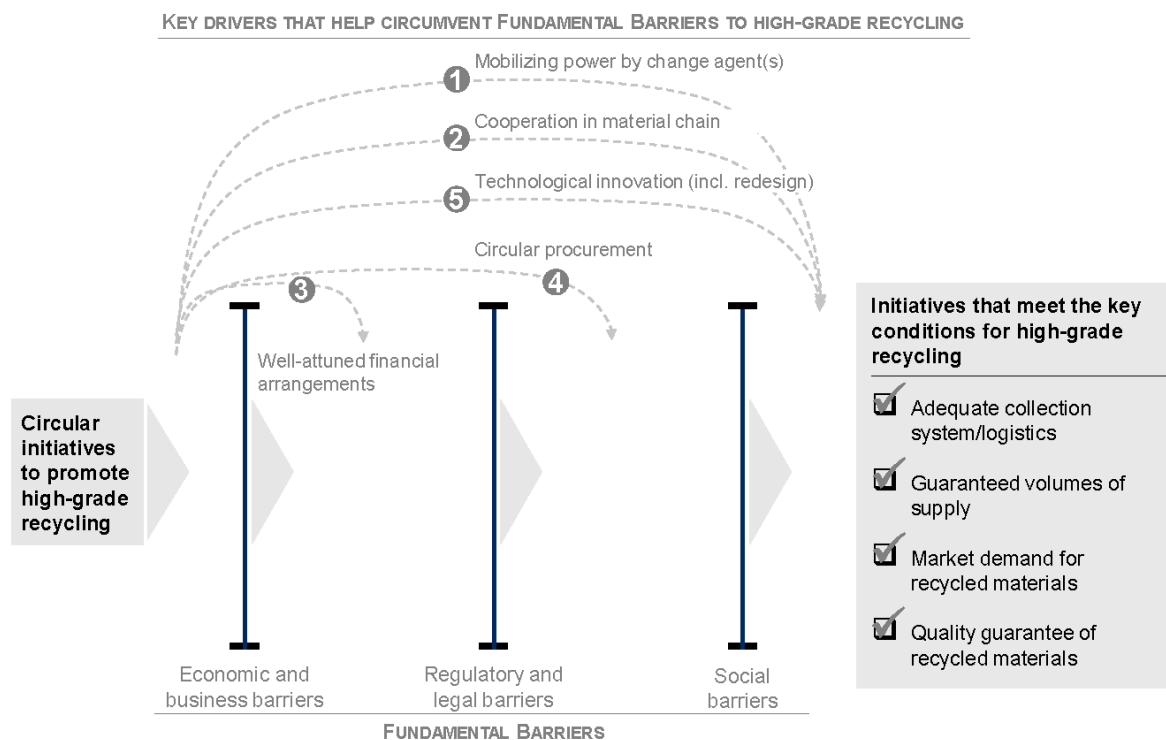 KEY DRIVERS THAT HELP CIRCUMVENT FUNDAMENTAL BARRIERS TO HIGH-GRADE RECYCLING
1 Mobilizing power by change agent(s)
2 Cooperation in material chain
5 Technological innovation (incl. redesign)
Circular procurement
3
4
Well-attuned financial
arrangements
Circular
initiatives
to promote
high-grade
recycling
Initiatives that meet the key
conditions for high-grade
recycling
Adequate collection
system/logistics
Guaranteed volumes of
supply
Market demand for
recycled materials
Quality guarantee of
recycled materials
Economic and
business barriers
Regulatory and
legal barriers
Social
barriers
FUNDAMENTAL BARRIERS